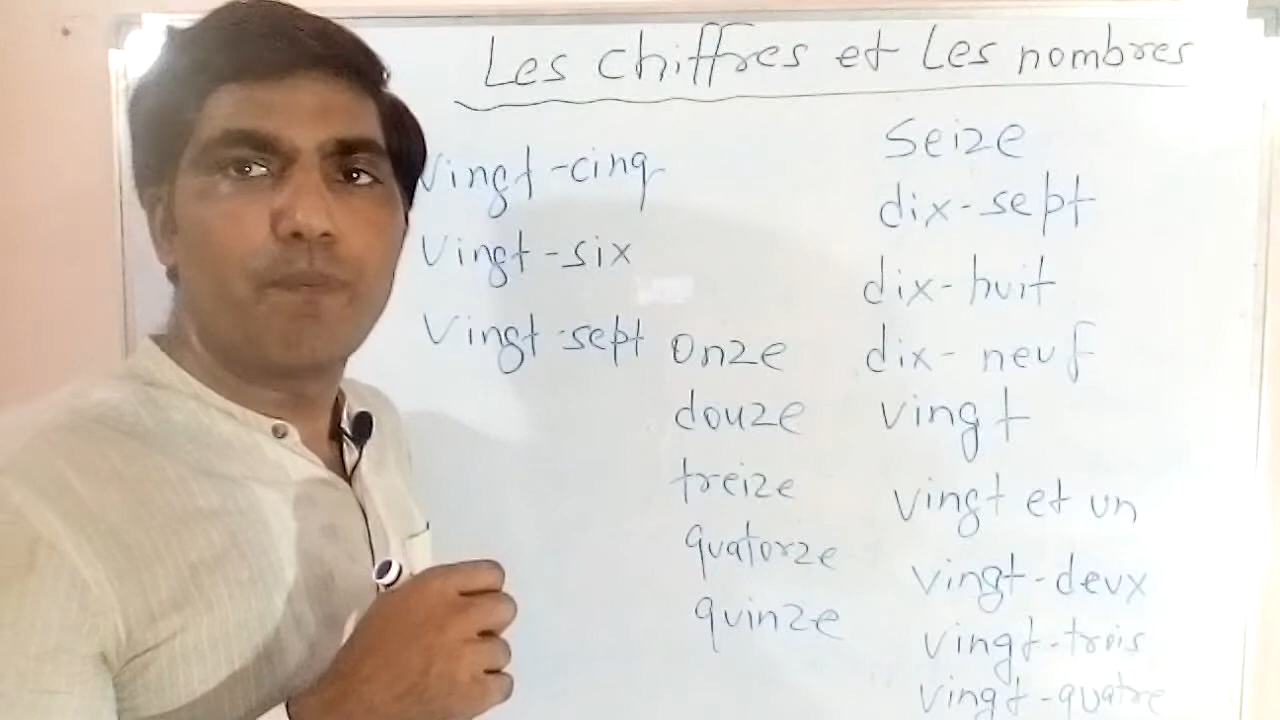 Les chiffres et Les nombres
vingt-cinq
vingt-six
vingt-sept
onze
douze
treize
quatorze
quinze
seize
dix-sept
dix-huit
dix-neuf
vingt
vingt et un
vingt-deux
vingt-trois
vingt-quatre